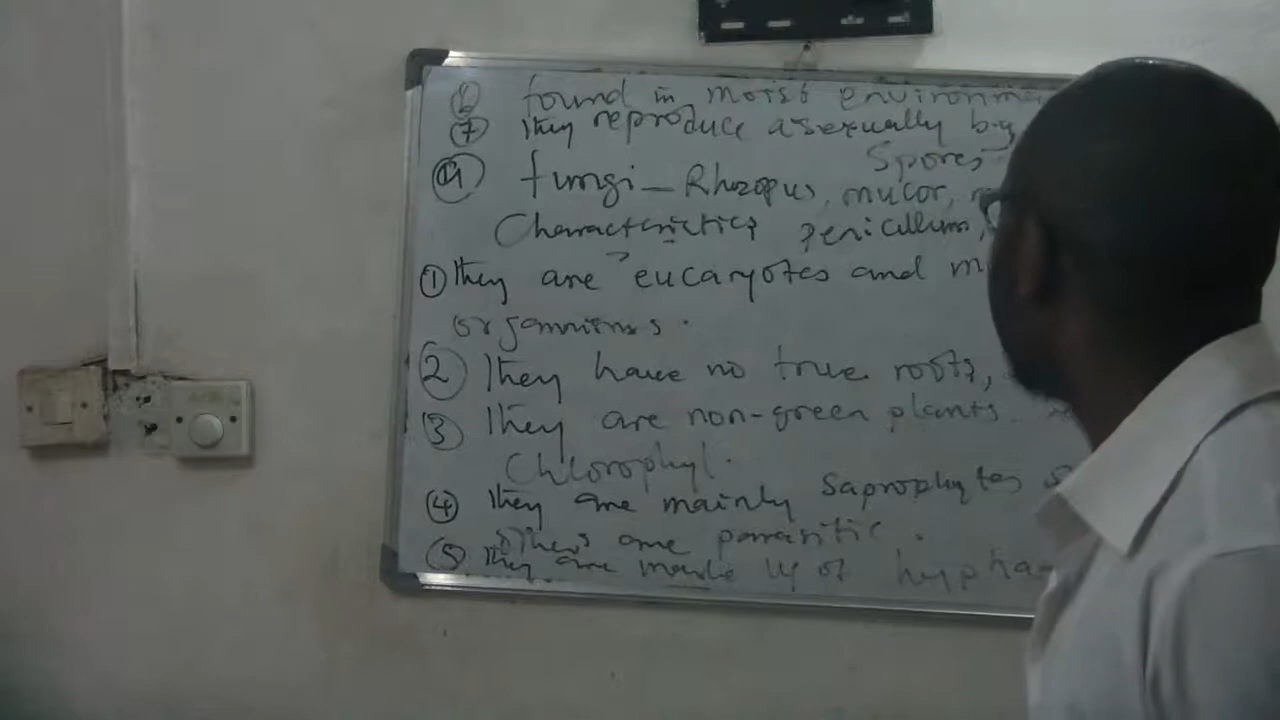 ⑥ found in moist environm
⑦ They reproduce asexually by
Spores
④ fungi - Rhizopus, mucor,
Characteristics penicillium,
① They are eucaryotes and m
organisms.
② They have no true roots,
③ They are non-green plants.
Chlorophyl.
④ They are mainly saprophytes
others are parasitic.
⑤ They are made up of hyphae